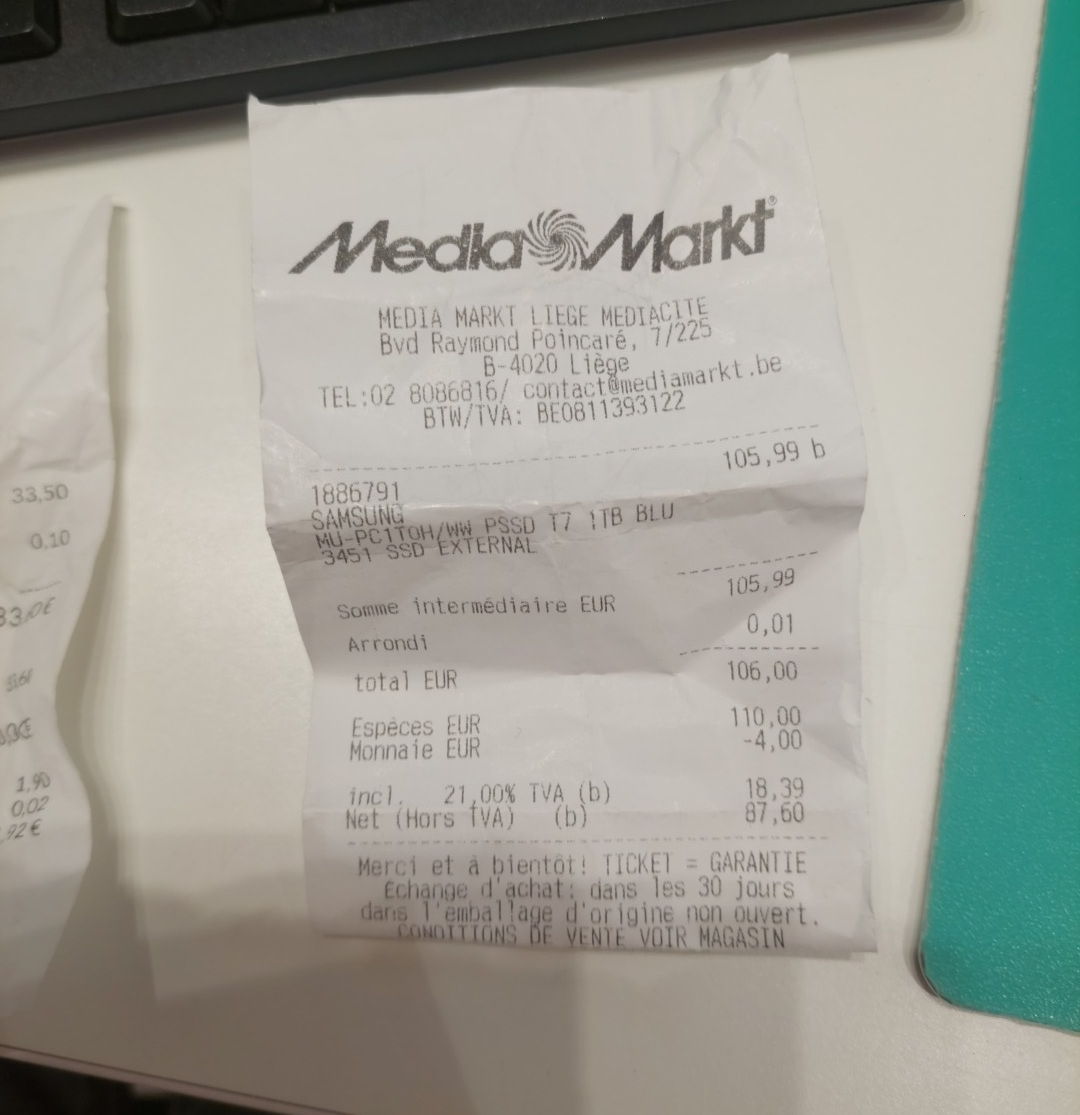 Media Markt®
MEDIA MARKT LIEGE MEDIACITE
Bvd Raymond Poincaré, 7/225
B-4020 Liège
TEL:02 8086816/ contact@mediamarkt.be
BTW/TVA: BE0811393122
105,99 b
1886791
SAMSUNG
MU-PC1T0H/WW PSSD T7 1TB BLU
3451 SSD EXTERNAL
Somme intermédiaire EUR 105,99
Arrondi 0,01
total EUR 106,00
Espèces EUR 110,00
Monnaie EUR -4,00
incl. 21,00% TVA (b) 18,39
Net (Hors TVA) (b) 87,60
Merci et à bientôt! TICKET = GARANTIE
Echange d'achat: dans les 30 jours
dans l'emballage d'origine non ouvert.
CONDITIONS DE VENTE VOIR MAGASIN
33,50
0,10
1,90
0,02